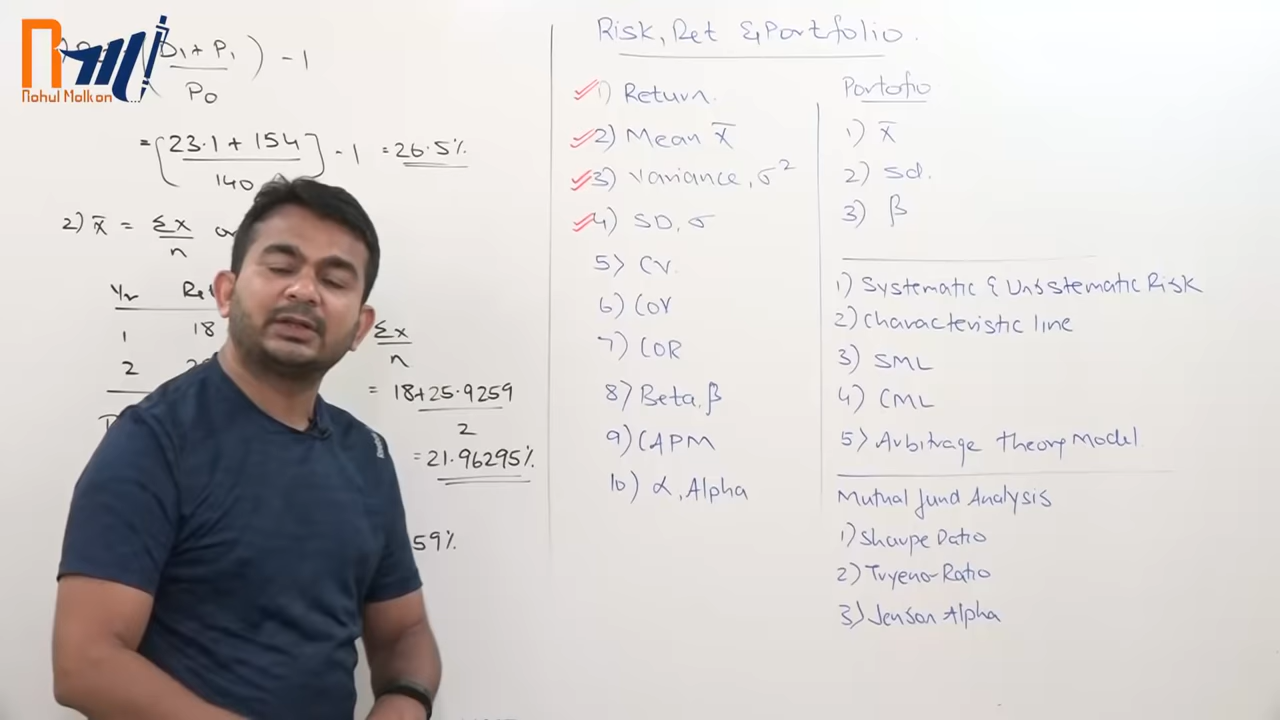 Rahul Malkan
(D1 + P1 / P0) - 1
= [23.1 + 154 / 140] - 1 = 26.5%
2) x̄ = Σx / n or
Yr Ret
1 18
2
Σx / n
= 18+25.9259 / 2
= 21.96295%
59%
Risk, Ret & Portfolio.
1) Return.
2) Mean x̄
3) Variance, σ²
4) SD, σ
5) CV.
6) COV
7) COR
8) Beta, β
9) CAPM
10) α, Alpha
Portofio
1) x̄
2) Sd.
3) β
1) Systematic & Unsstematic Risk
2) Characteristic line
3) SML
4) CML
5) Arbitrage theory Model
Mutual fund Analysis
1) Sharpe Ratio
2) Tryeno-Ratio
3) Jenson Alpha